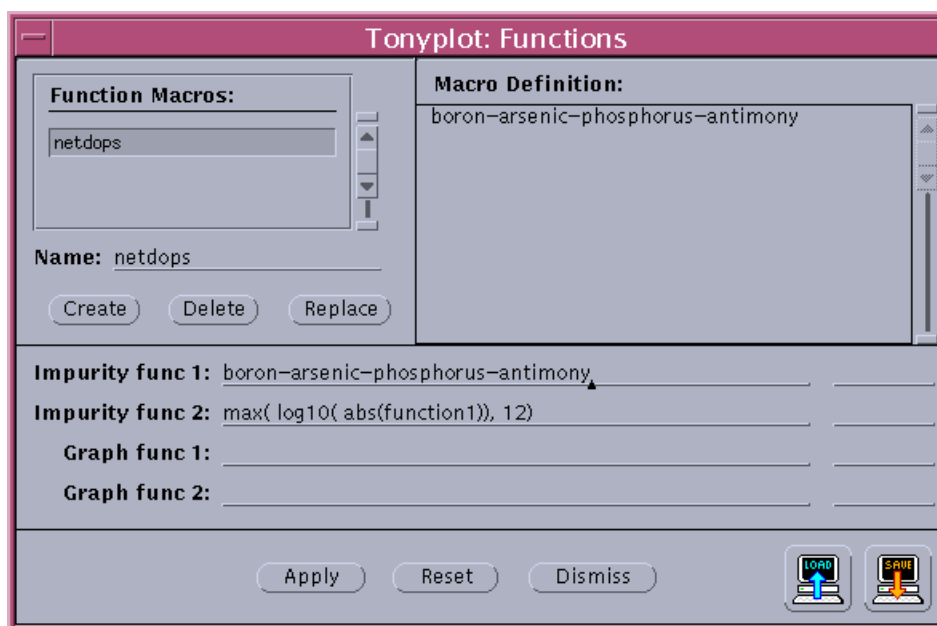 Tonyplot: Functions
Function Macros:
netdops
Name: netdops
Create Delete Replace
Macro Definition:
boron-arsenic-phosphorus-antimony
Impurity func 1: boron-arsenic-phosphorus-antimony
Impurity func 2: max( log10( abs(function1)), 12)
Graph func 1:
Graph func 2:
Apply Reset Dismiss LOAD SAVE